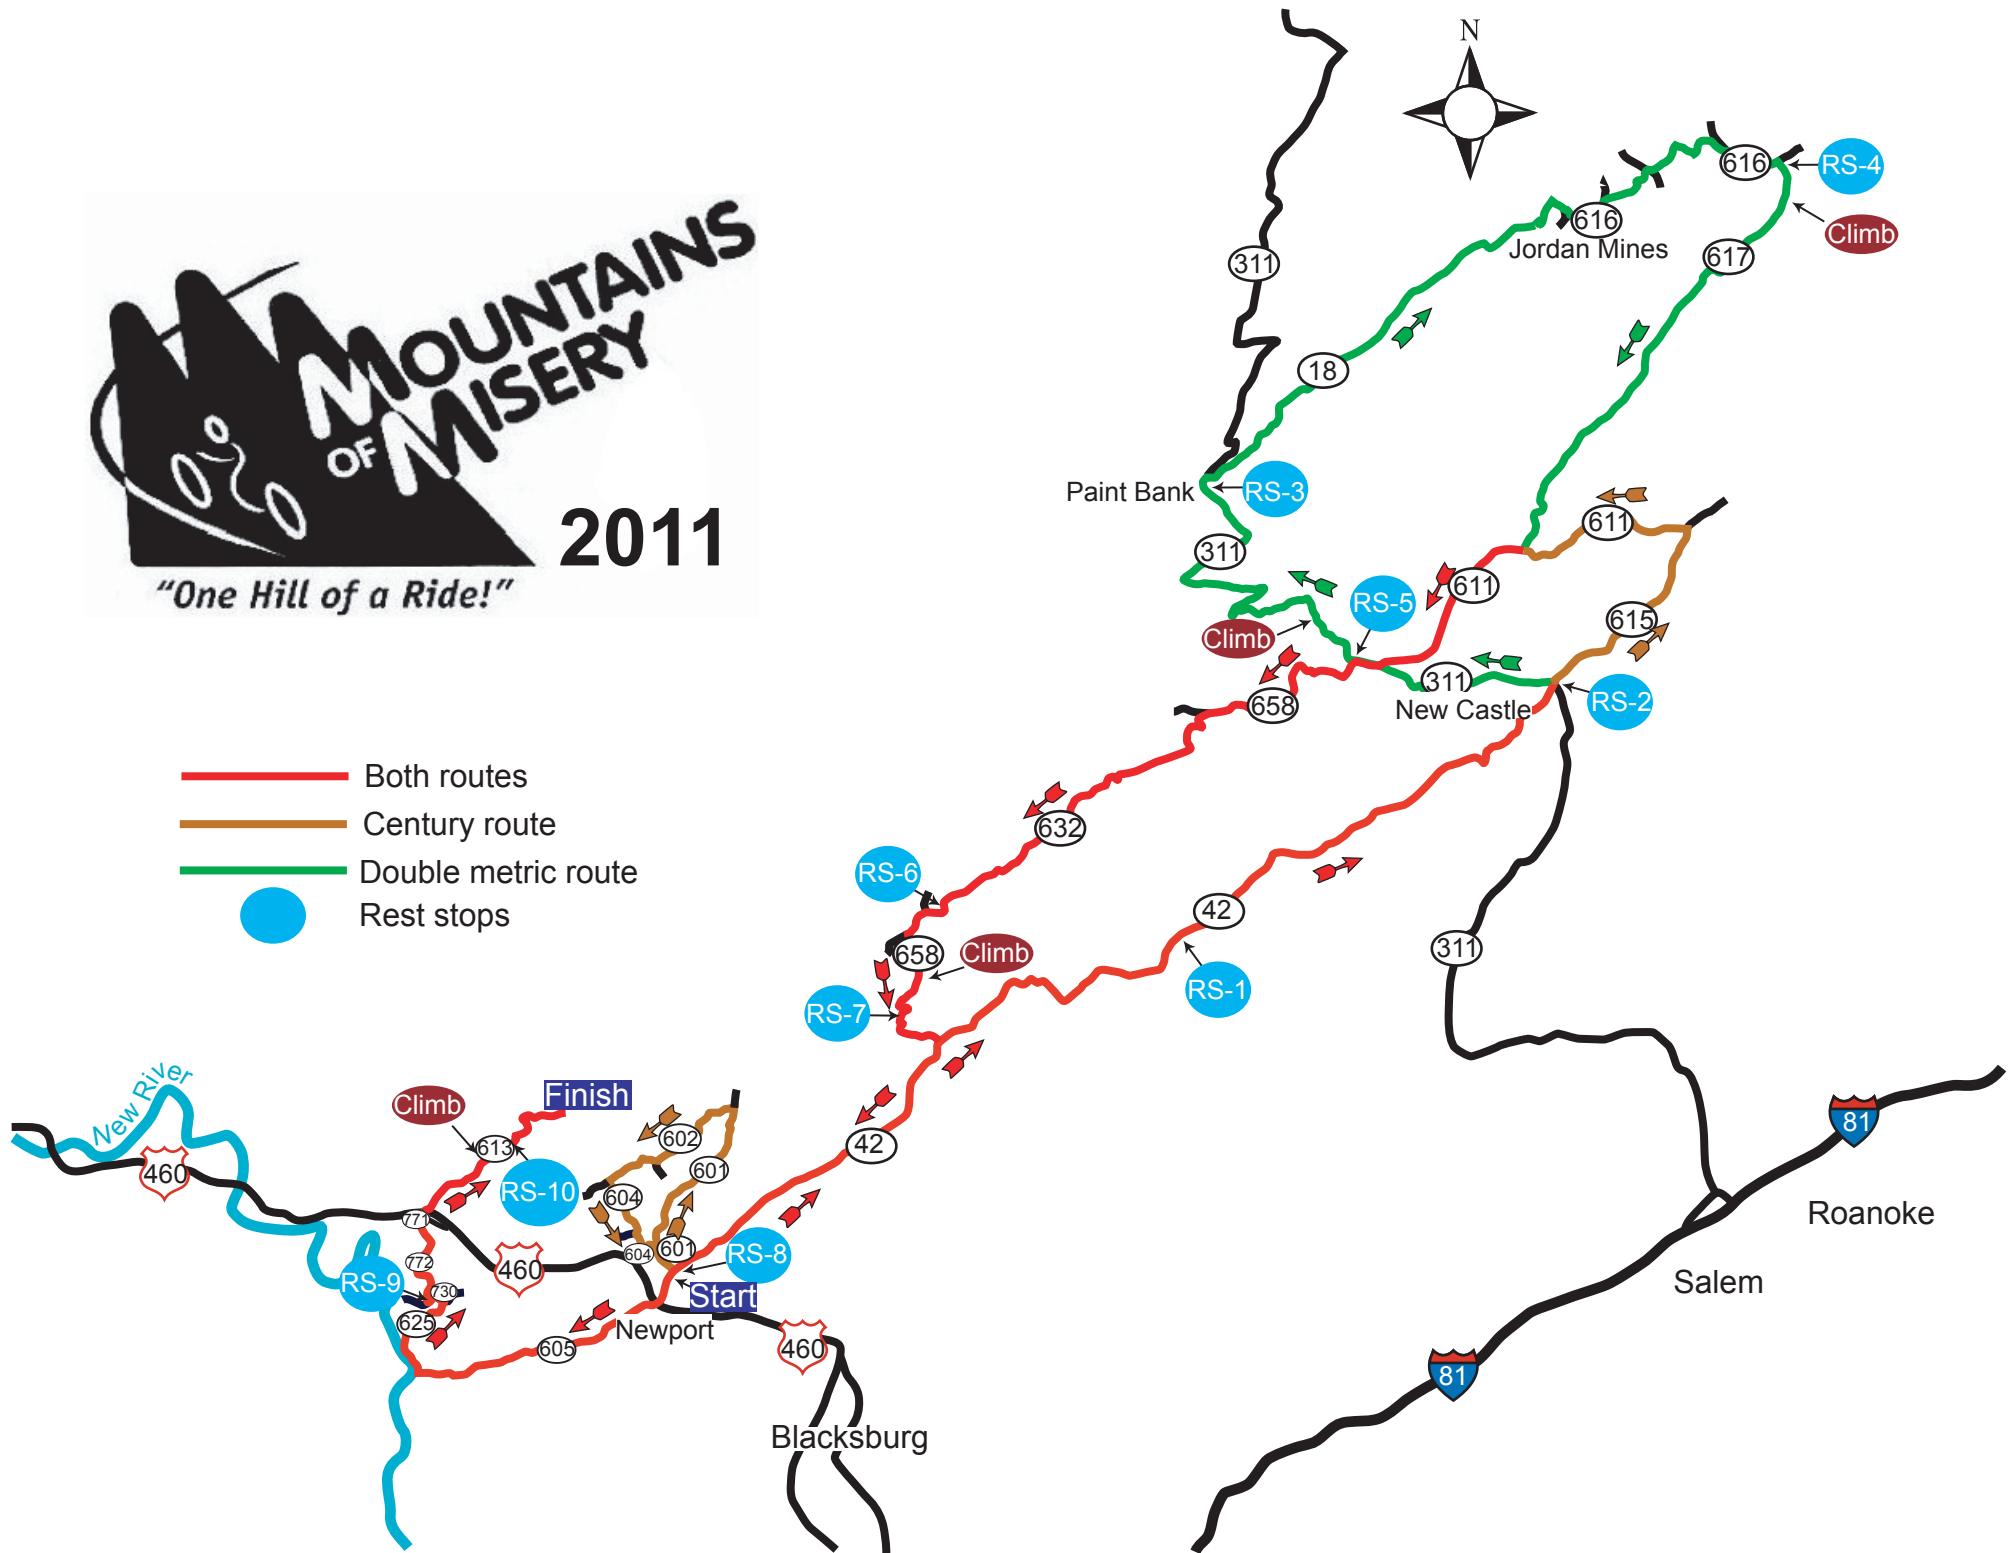 N
616
RS-4
616
Jordan Mines
Climb
617
311
MOUNTAINS
OF MISERY
2011
"One Hill of a Ride!"
18
Paint Bank
RS-3
611
311
611
RS-5
615
Climb
311
New Castle
RS-2
658
Both routes
Century route
Double metric route
Rest stops
632
RS-6
42
658
Climb
311
RS-1
RS-7
New River
Climb
Finish
81
613
602
42
460
601
RS-10
604
771
Roanoke
772
460
604
601
RS-8
RS-9
730
Start
Salem
625
Newport
605
460
81
Blacksburg